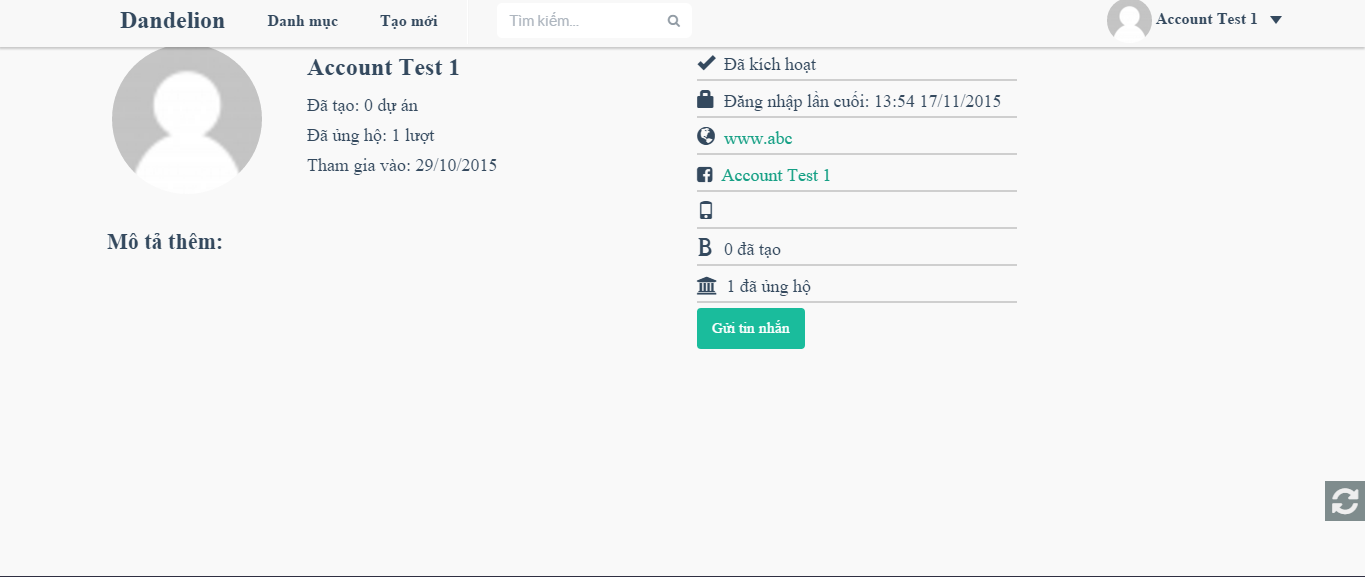 Dandelion Danh mục Tạo mới Tìm kiếm... Account Test 1
Account Test 1
Đã tạo: 0 dự án
Đã ủng hộ: 1 lượt
Tham gia vào: 29/10/2015
Mô tả thêm:
Đã kích hoạt
Đăng nhập lần cuối: 13:54 17/11/2015
www.abc
Account Test 1
0 đã tạo
1 đã ủng hộ
Gửi tin nhắn